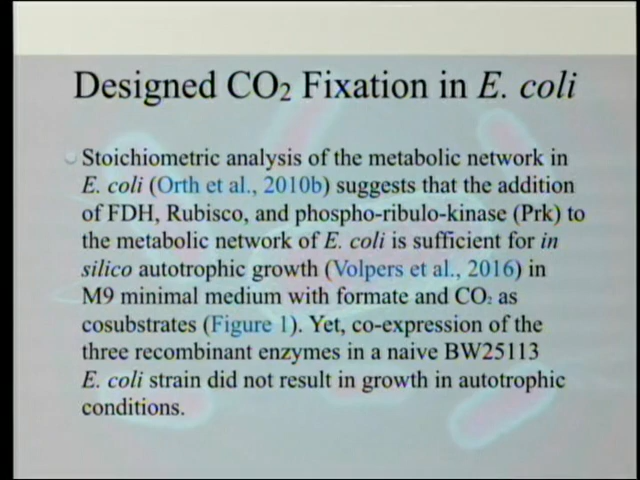 Designed CO₂ Fixation in E. coli
Stoichiometric analysis of the metabolic network in
E. coli (Orth et al., 2010b) suggests that the addition
of FDH, Rubisco, and phospho-ribulo-kinase (Prk) to
the metabolic network of E. coli is sufficient for in
silico autotrophic growth (Volpers et al., 2016) in
M9 minimal medium with formate and CO₂ as
cosubstrates (Figure 1). Yet, co-expression of the
three recombinant enzymes in a naive BW25113
E. coli strain did not result in growth in autotrophic
conditions.